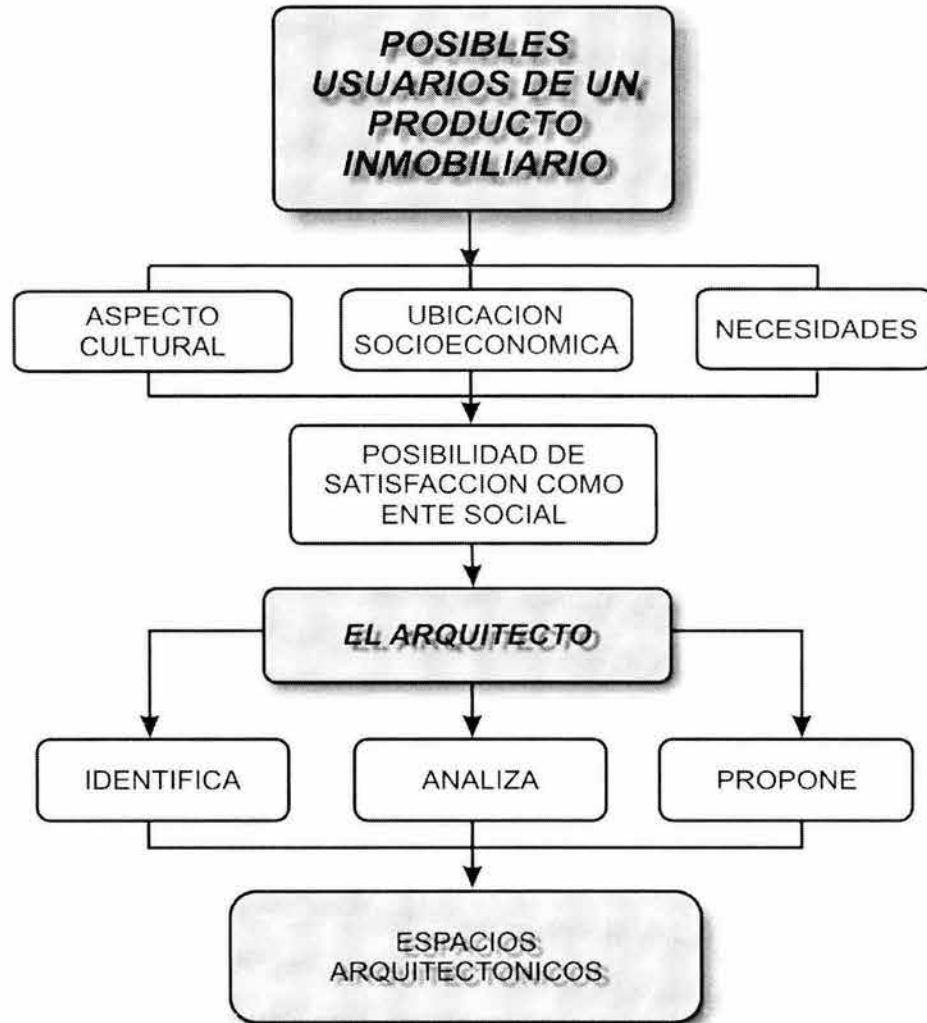 POSIBLES
USUARIOS DE UN
PRODUCTO
INMOBILIARIO
ASPECTO
CULTURAL
UBICACION
SOCIOECONOMICA
NECESIDADES
POSIBILIDAD DE
SATISFACCION COMO
ENTE SOCIAL
EL ARQUITECTO
IDENTIFICA
ANALIZA
PROPONE
ESPACIOS
ARQUITECTONICOS